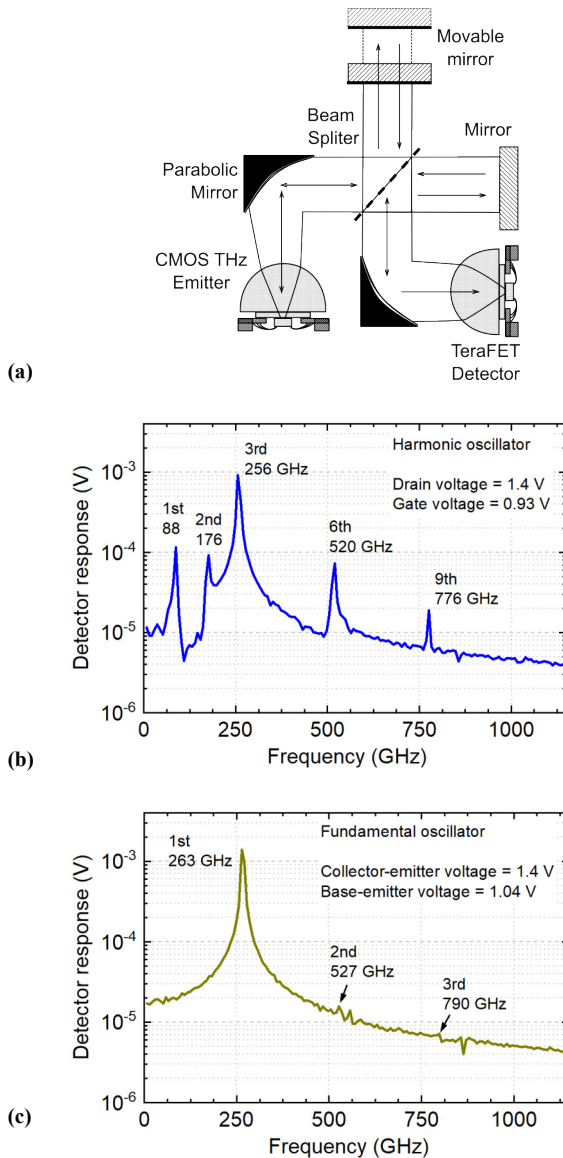 Movable
mirror
Beam
Spliter
Mirror
Parabolic
Mirror
CMOS THz
Emitter
TeraFET
Detector
(a)
3rd
256 GHz
Harmonic oscillator
Drain voltage = 1.4 V
Gate voltage = 0.93 V
1st
88
2nd
176
6th
520 GHz
9th
776 GHz
10⁻³
10⁻⁴
10⁻⁵
10⁻⁶
Detector response (V)
0 250 500 750 1000
Frequency (GHz)
(b)
1st
263 GHz
Fundamental oscillator
Collector-emitter voltage = 1.4 V
Base-emitter voltage = 1.04 V
2nd
527 GHz
3rd
790 GHz
10⁻³
10⁻⁴
10⁻⁵
10⁻⁶
Detector response (V)
0 250 500 750 1000
Frequency (GHz)
(c)